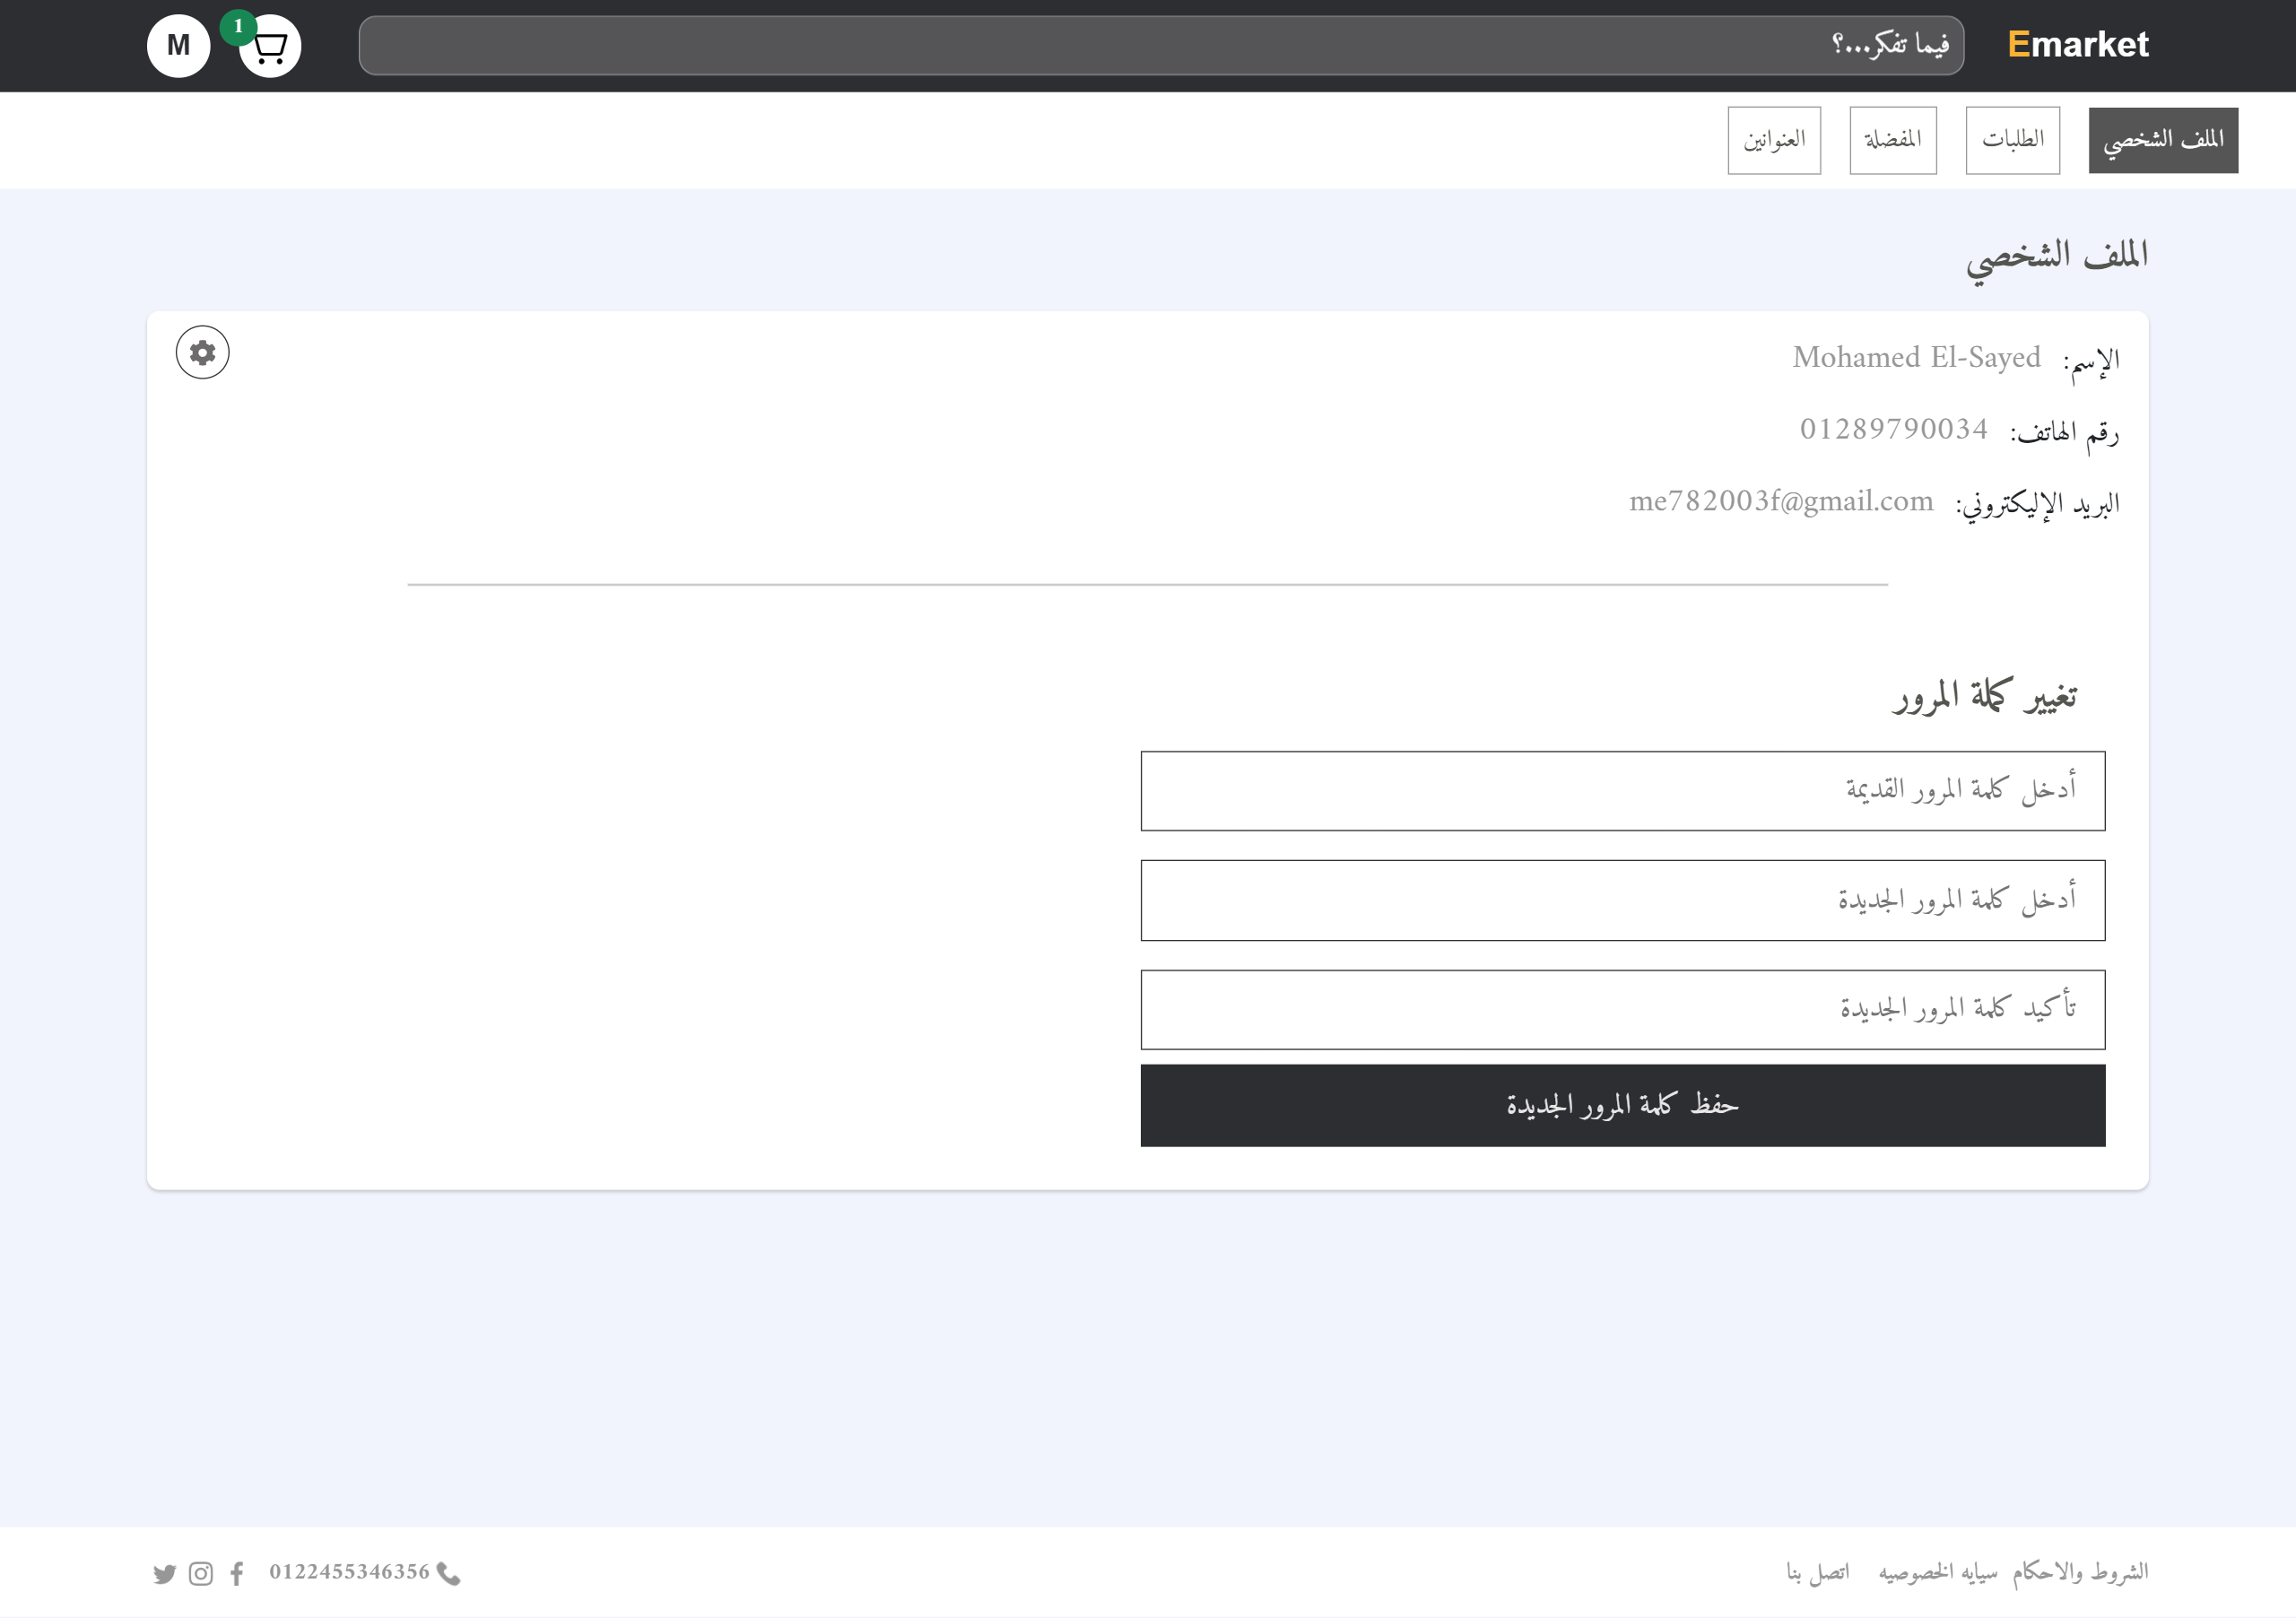 Emarket
فيما تفكر...؟
1
M
الملف الشخصي
الطلبات
المفضلة
العنوانين
الملف الشخصي
الإسم: Mohamed El-Sayed
رقم الهاتف: 01289790034
البريد الإليكتروني: me782003f@gmail.com
تغيير كلمة المرور
أدخل كلمة المرور القديمة
أدخل كلمة المرور الجديدة
تأكيد كلمة المرور الجديدة
حفظ كلمة المرور الجديدة
الشروط والاحكام سيايه الخصوصيه اتصل بنا
0122455346356